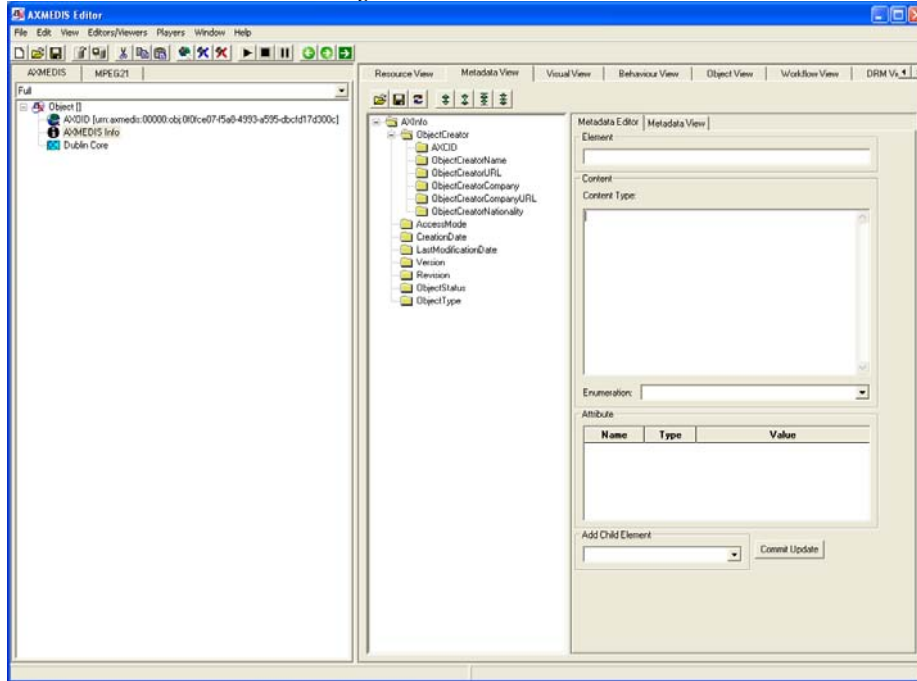 AXMEDIS Editor
File Edit View Editors/Viewers Players Window Help
AXMEDIS MPEG21
Full
Object []
AXOID [urn:axmedis:00000:obj:0f0fce07-f5a8-4993-a595-dbcfd17d300c]
AXMEDIS Info
Dublin Core
Resource View Metadata View Visual View Behaviour View Object View Workflow View DRM Vi
AXInfo
ObjectCreator
AXCID
ObjectCreatorName
ObjectCreatorURL
ObjectCreatorCompany
ObjectCreatorCompanyURL
ObjectCreatorNationality
AccessMode
CreationDate
LastModificationDate
Version
Revision
ObjectStatus
ObjectType
Metadata Editor Metadata View
Element
Content
Content Type:
Enumeration:
Attribute
Name Type Value
Add Child Element
Commit Update